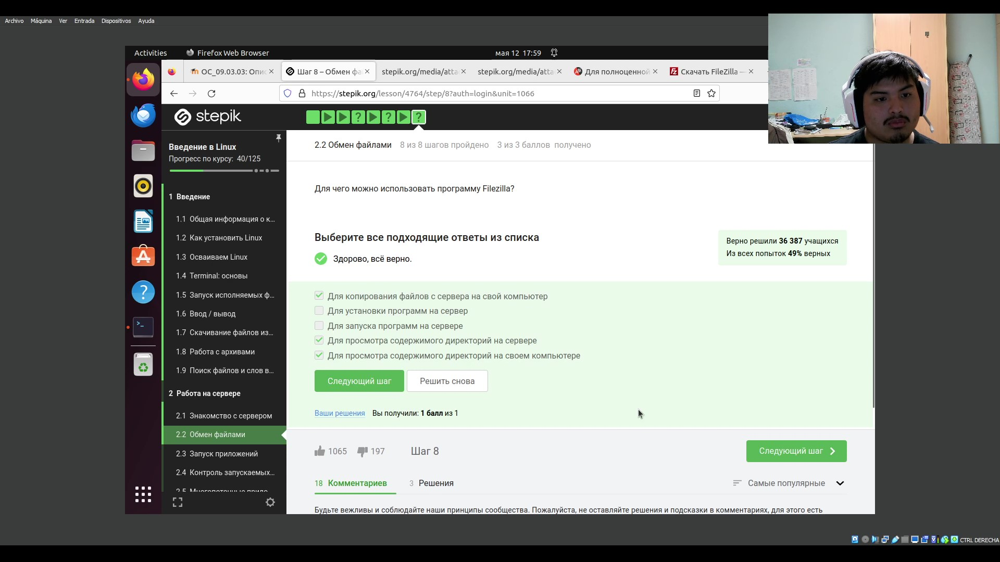 Archivo Máquina Ver Entrada Dispositivos Ayuda
Activities Firefox Web Browser мая 12 17:59
ОС_09.03.03: Опис Шаг 8 – Обмен фа stepik.org/media/atta stepik.org/media/atta Для полноценной Fz Скачать FileZilla —
https://stepik.org/lesson/4764/step/8?auth=login&unit=1066
stepik ? ? ?
Введение в Linux
Прогресс по курсу: 40/125
1 Введение
1.1 Общая информация о к...
1.2 Как установить Linux
1.3 Осваиваем Linux
1.4 Terminal: основы
1.5 Запуск исполняемых ф...
1.6 Ввод / вывод
1.7 Скачивание файлов из...
1.8 Работа с архивами
1.9 Поиск файлов и слов в...
2 Работа на сервере
2.1 Знакомство с сервером
2.2 Обмен файлами
2.3 Запуск приложений
2.4 Контроль запускаемых...
2.2 Обмен файлами 8 из 8 шагов пройдено 3 из 3 баллов получено
Для чего можно использовать программу Filezilla?
Выберите все подходящие ответы из списка
Здорово, всё верно.
Верно решили 36 387 учащихся
Из всех попыток 49% верных
Для копирования файлов с сервера на свой компьютер
Для установки программ на сервер
Для запуска программ на сервере
Для просмотра содержимого директорий на сервере
Для просмотра содержимого директорий на своем компьютере
Следующий шаг Решить снова
Ваши решения Вы получили: 1 балл из 1
1065 197 Шаг 8 Следующий шаг
18 Комментариев 3 Решения Самые популярные
Будьте вежливы и соблюдайте наши принципы сообщества. Пожалуйста, не оставляйте решения и подсказки в комментариях, для этого есть
CTRL DERECHA